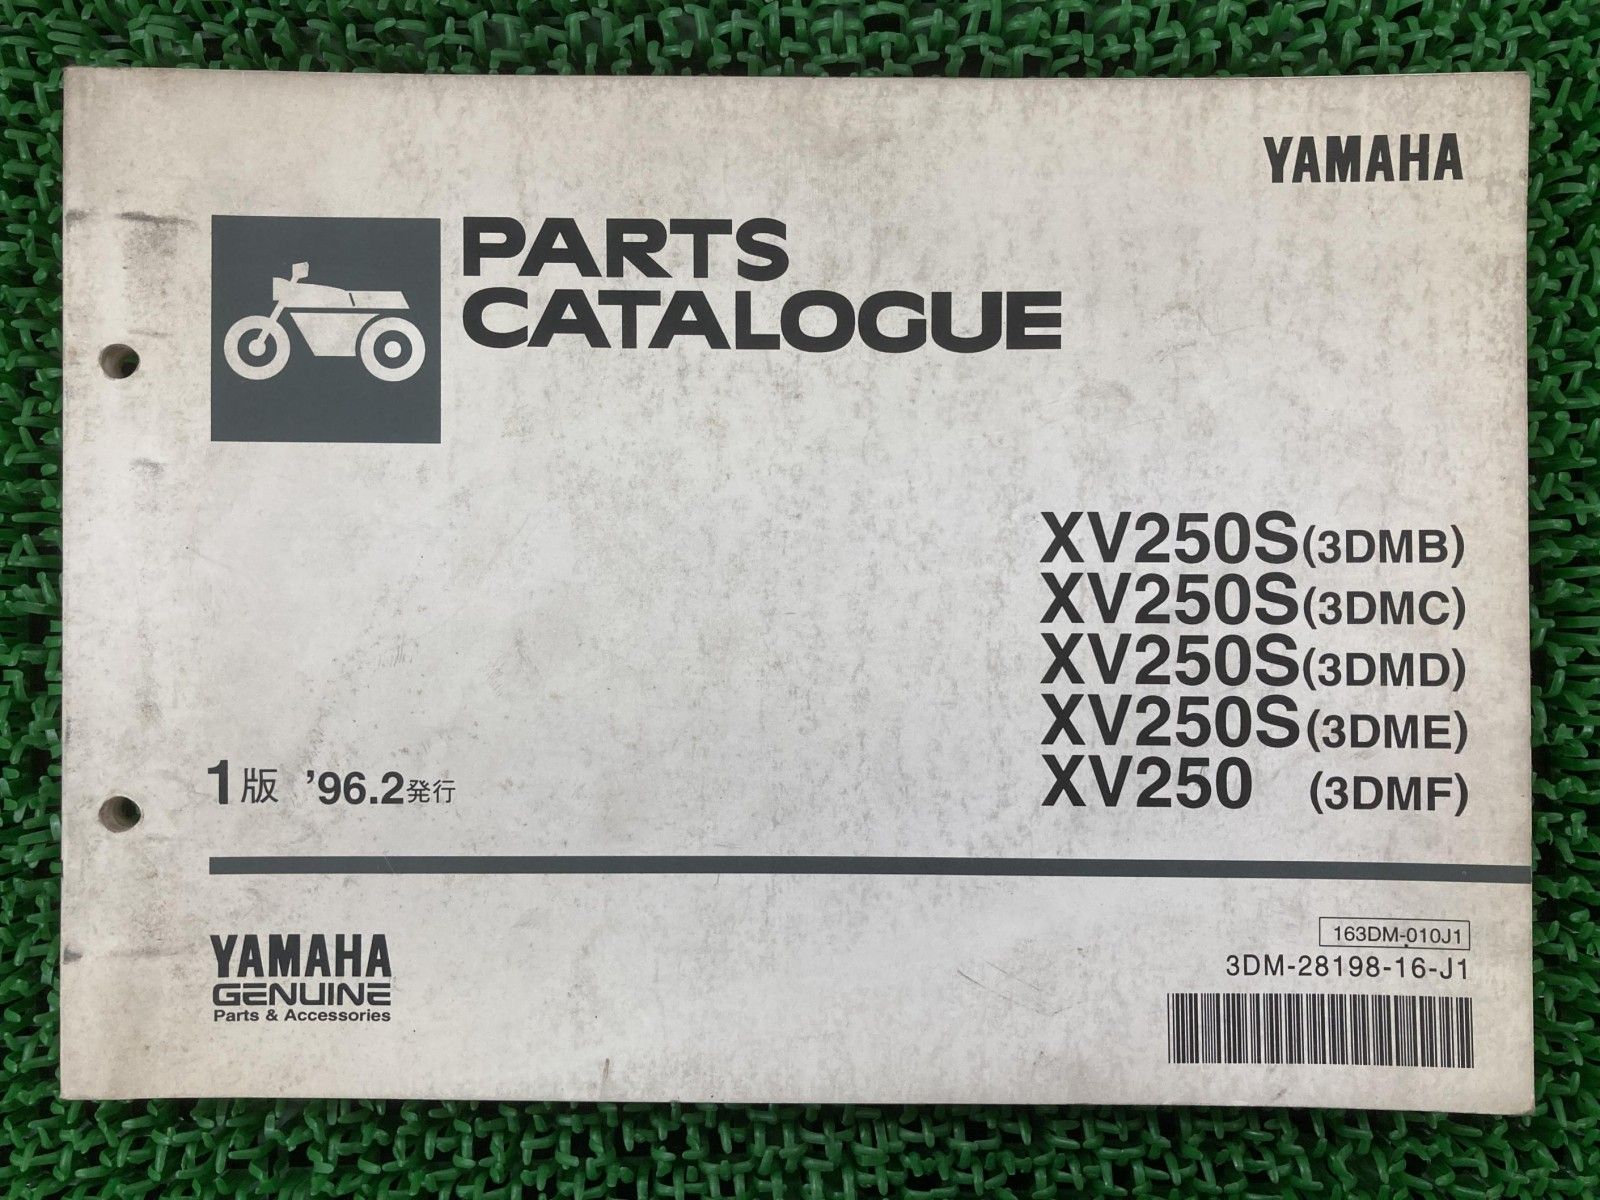 YAMAHA
PARTS
CATALOGUE
XV250S(3DMB)
XV250S(3DMC)
XV250S(3DMD)
XV250S(3DME)
XV250 (3DMF)
1版 '96.2発行
YAMAHA
GENUINE
Parts & Accessories
163DM-010J1
3DM-28198-16-J1